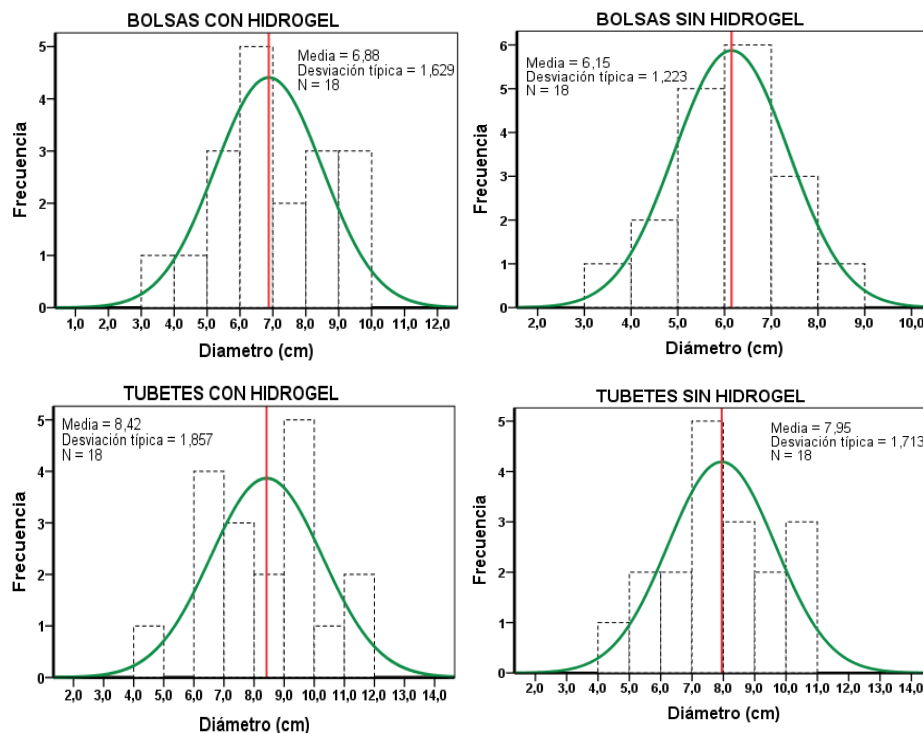 BOLSAS CON HIDROGEL
Media = 6,88
Desviación típica = 1,629
N = 18
Frecuencia
5
4
3
2
1
0
1,0 2,0 3,0 4,0 5,0 6,0 7,0 8,0 9,0 10,0 11,0 12,0
Diametro (cm)
BOLSAS SIN HIDROGEL
Media = 6,15
Desviación típica = 1,223
N = 18
Frecuencia
6
5
4
3
2
1
0
2,0 3,0 4,0 5,0 6,0 7,0 8,0 9,0 10,0
Diámetro (cm)
TUBETES CON HIDROGEL
Media = 8,42
Desviación típica = 1,857
N = 18
Frecuencia
5
4
3
2
1
0
2,0 3,0 4,0 5,0 6,0 7,0 8,0 9,0 10,0 11,0 12,0 13,0 14,0
Diámetro (cm)
TUBETES SIN HIDROGEL
Media = 7,95
Desviación típica = 1,713
N = 18
Frecuencia
5
4
3
2
1
0
2,0 3,0 4,0 5,0 6,0 7,0 8,0 9,0 10,0 11,0 12,0 13,0 14,0
Diámetro (cm)